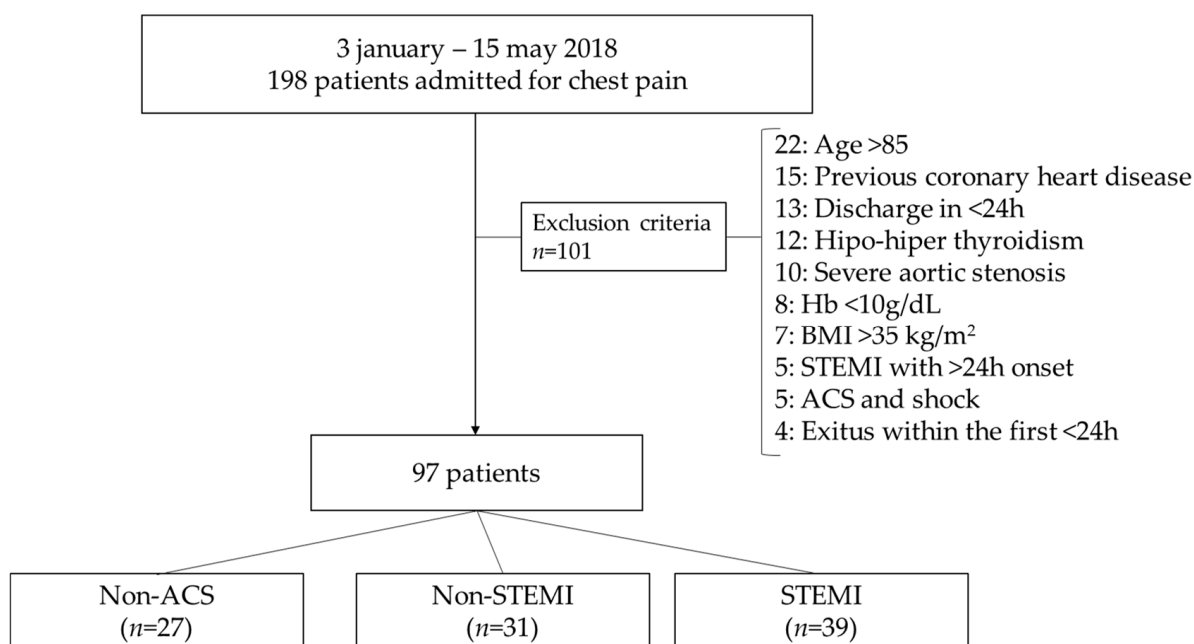 3 january – 15 may 2018
198 patients admitted for chest pain
Exclusion criteria
n=101
22: Age >85
15: Previous coronary heart disease
13: Discharge in <24h
12: Hipo-hiper thyroidism
10: Severe aortic stenosis
8: Hb <10g/dL
7: BMI >35 kg/m²
5: STEMI with >24h onset
5: ACS and shock
4: Exitus within the first <24h
97 patients
Non-ACS
(n=27)
Non-STEMI
(n=31)
STEMI
(n=39)